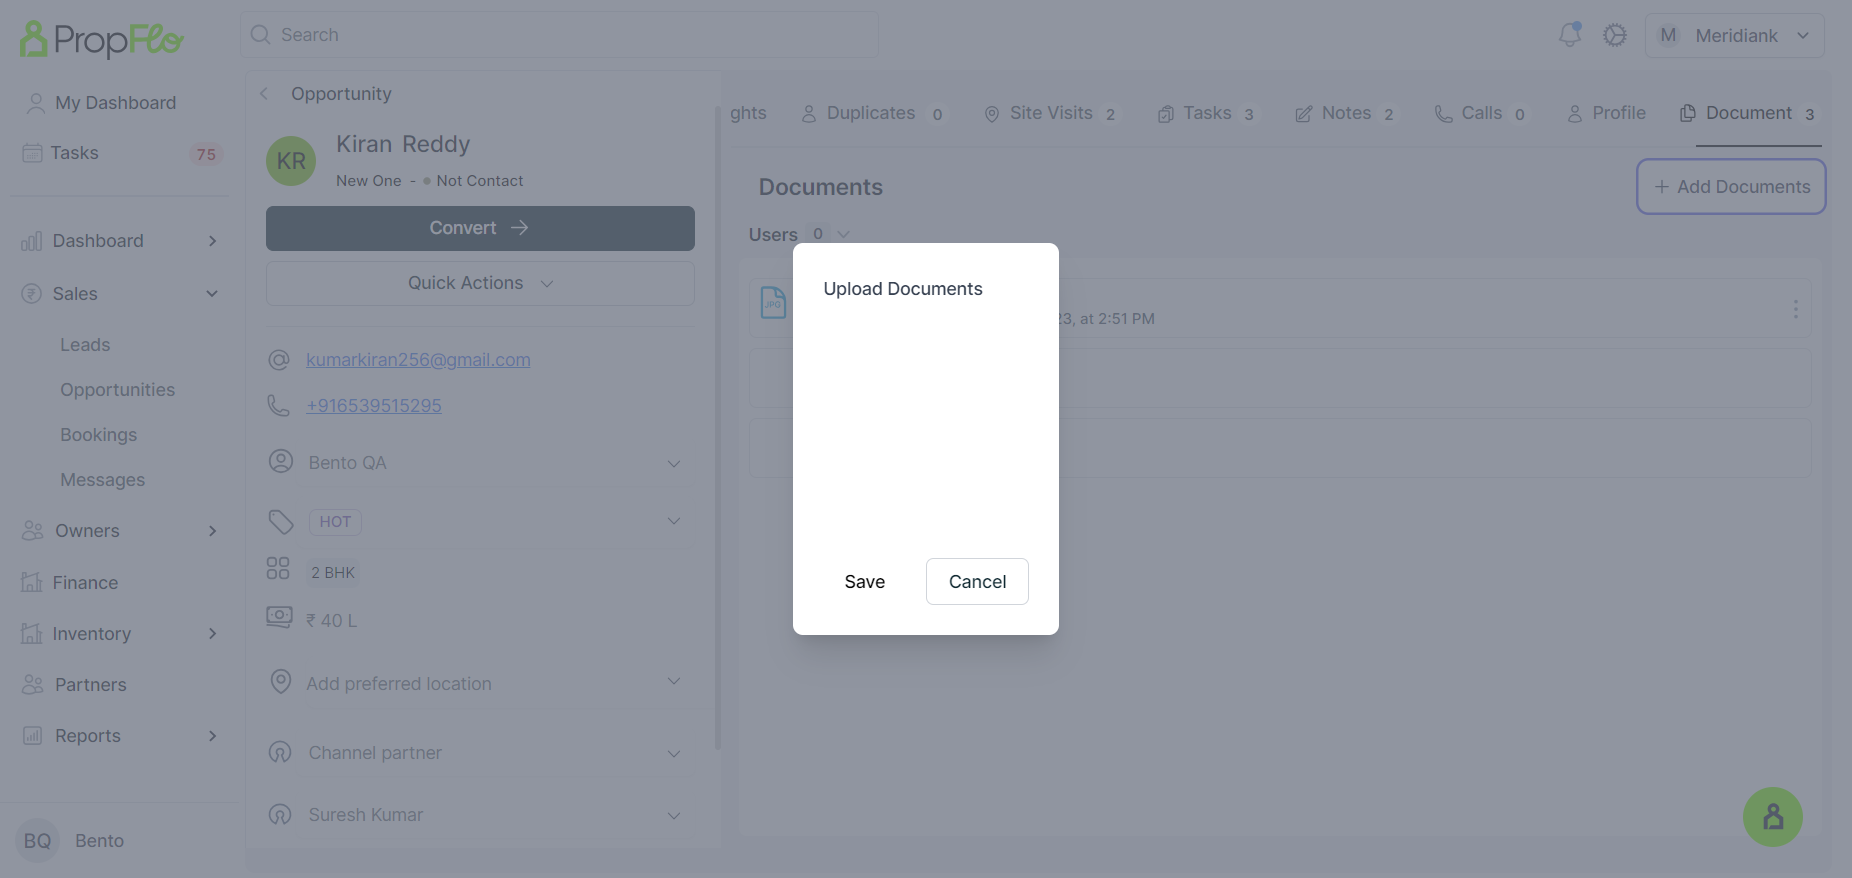 PropFlo
Search
M Meridiank
My Dashboard
Tasks 75
Dashboard
Sales
Leads
Opportunities
Bookings
Messages
Owners
Finance
Inventory
Partners
Reports
BQ Bento
Opportunity
KR
Kiran Reddy
New One - Not Contact
Convert
Quick Actions
kumarkiran256@gmail.com
+916539515295
Bento QA
HOT
2 BHK
₹ 40 L
Add preferred location
Channel partner
Suresh Kumar
ghts Duplicates 0 Site Visits 2 Tasks 3 Notes 2 Calls 0 Profile Document 3
Documents
+ Add Documents
Users 0
JPG
23, at 2:51 PM
Upload Documents
Save Cancel